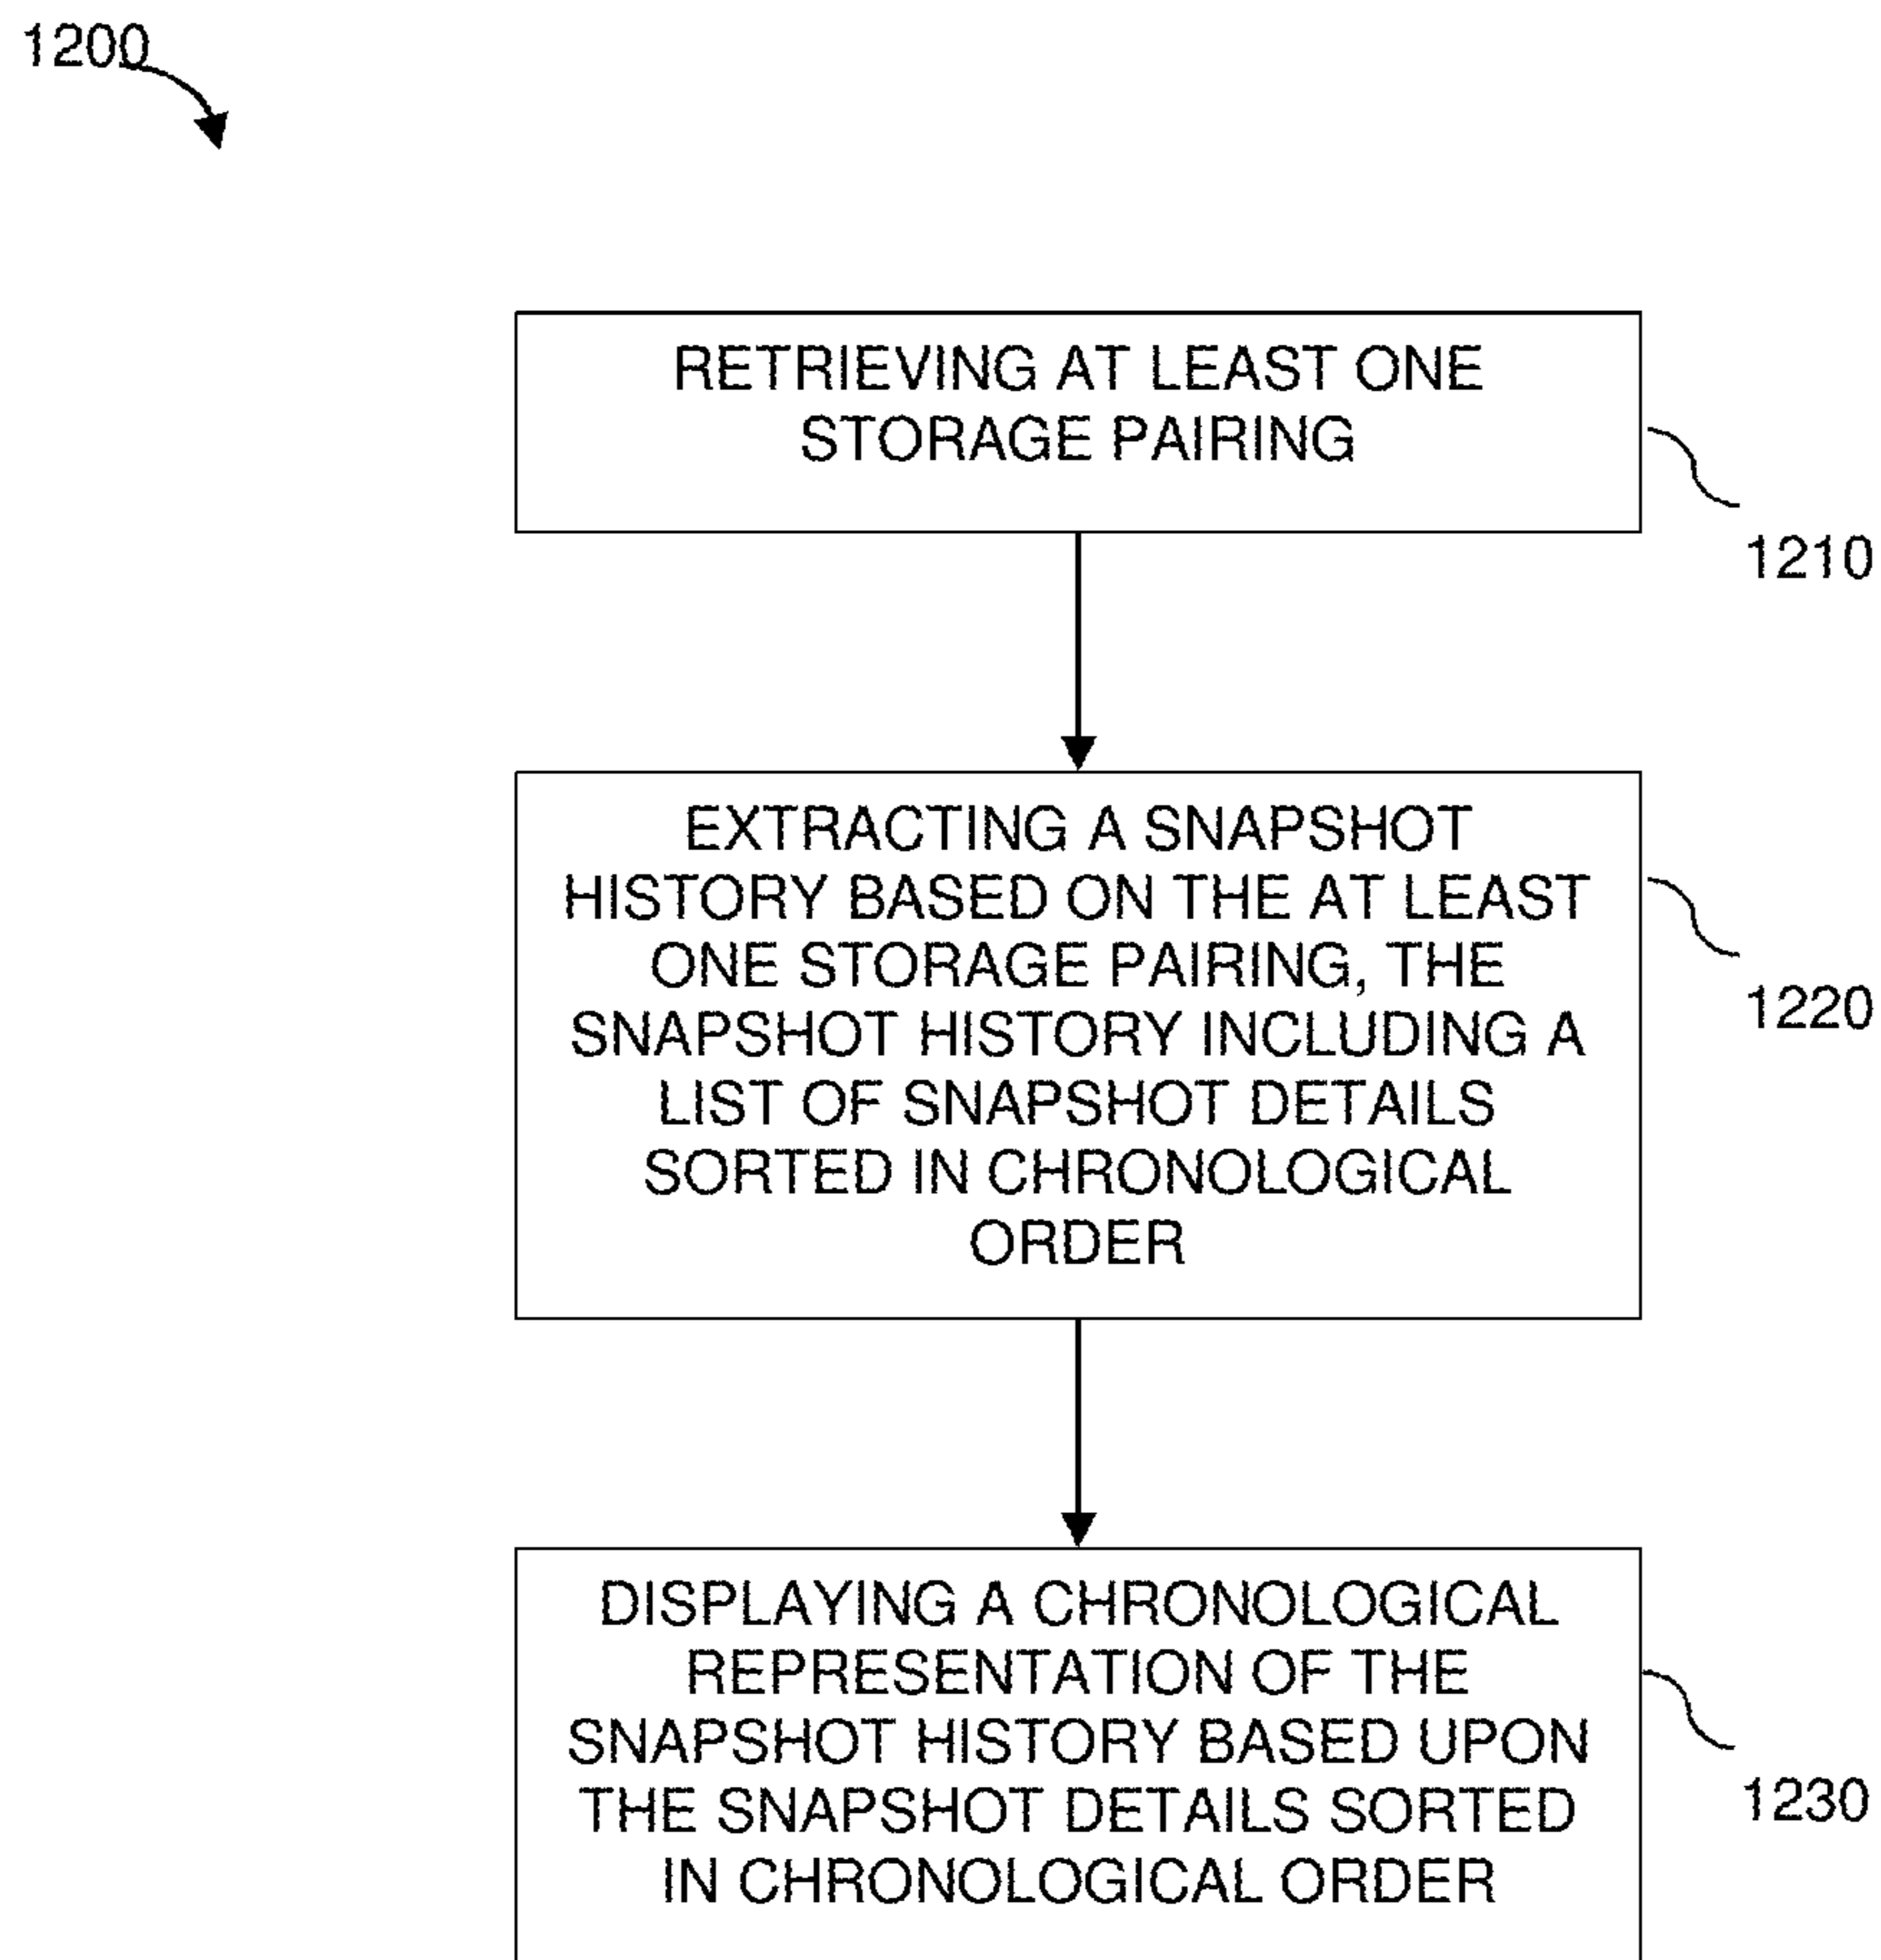 1200
RETRIEVING AT LEAST ONE
STORAGE PAIRING
1210
EXTRACTING A SNAPSHOT
HISTORY BASED ON THE AT LEAST
ONE STORAGE PAIRING, THE
SNAPSHOT HISTORY INCLUDING A
LIST OF SNAPSHOT DETAILS
SORTED IN CHRONOLOGICAL
ORDER
1220
DISPLAYING A CHRONOLOGICAL
REPRESENTATION OF THE
SNAPSHOT HISTORY BASED UPON
THE SNAPSHOT DETAILS SORTED
IN CHRONOLOGICAL ORDER
1230